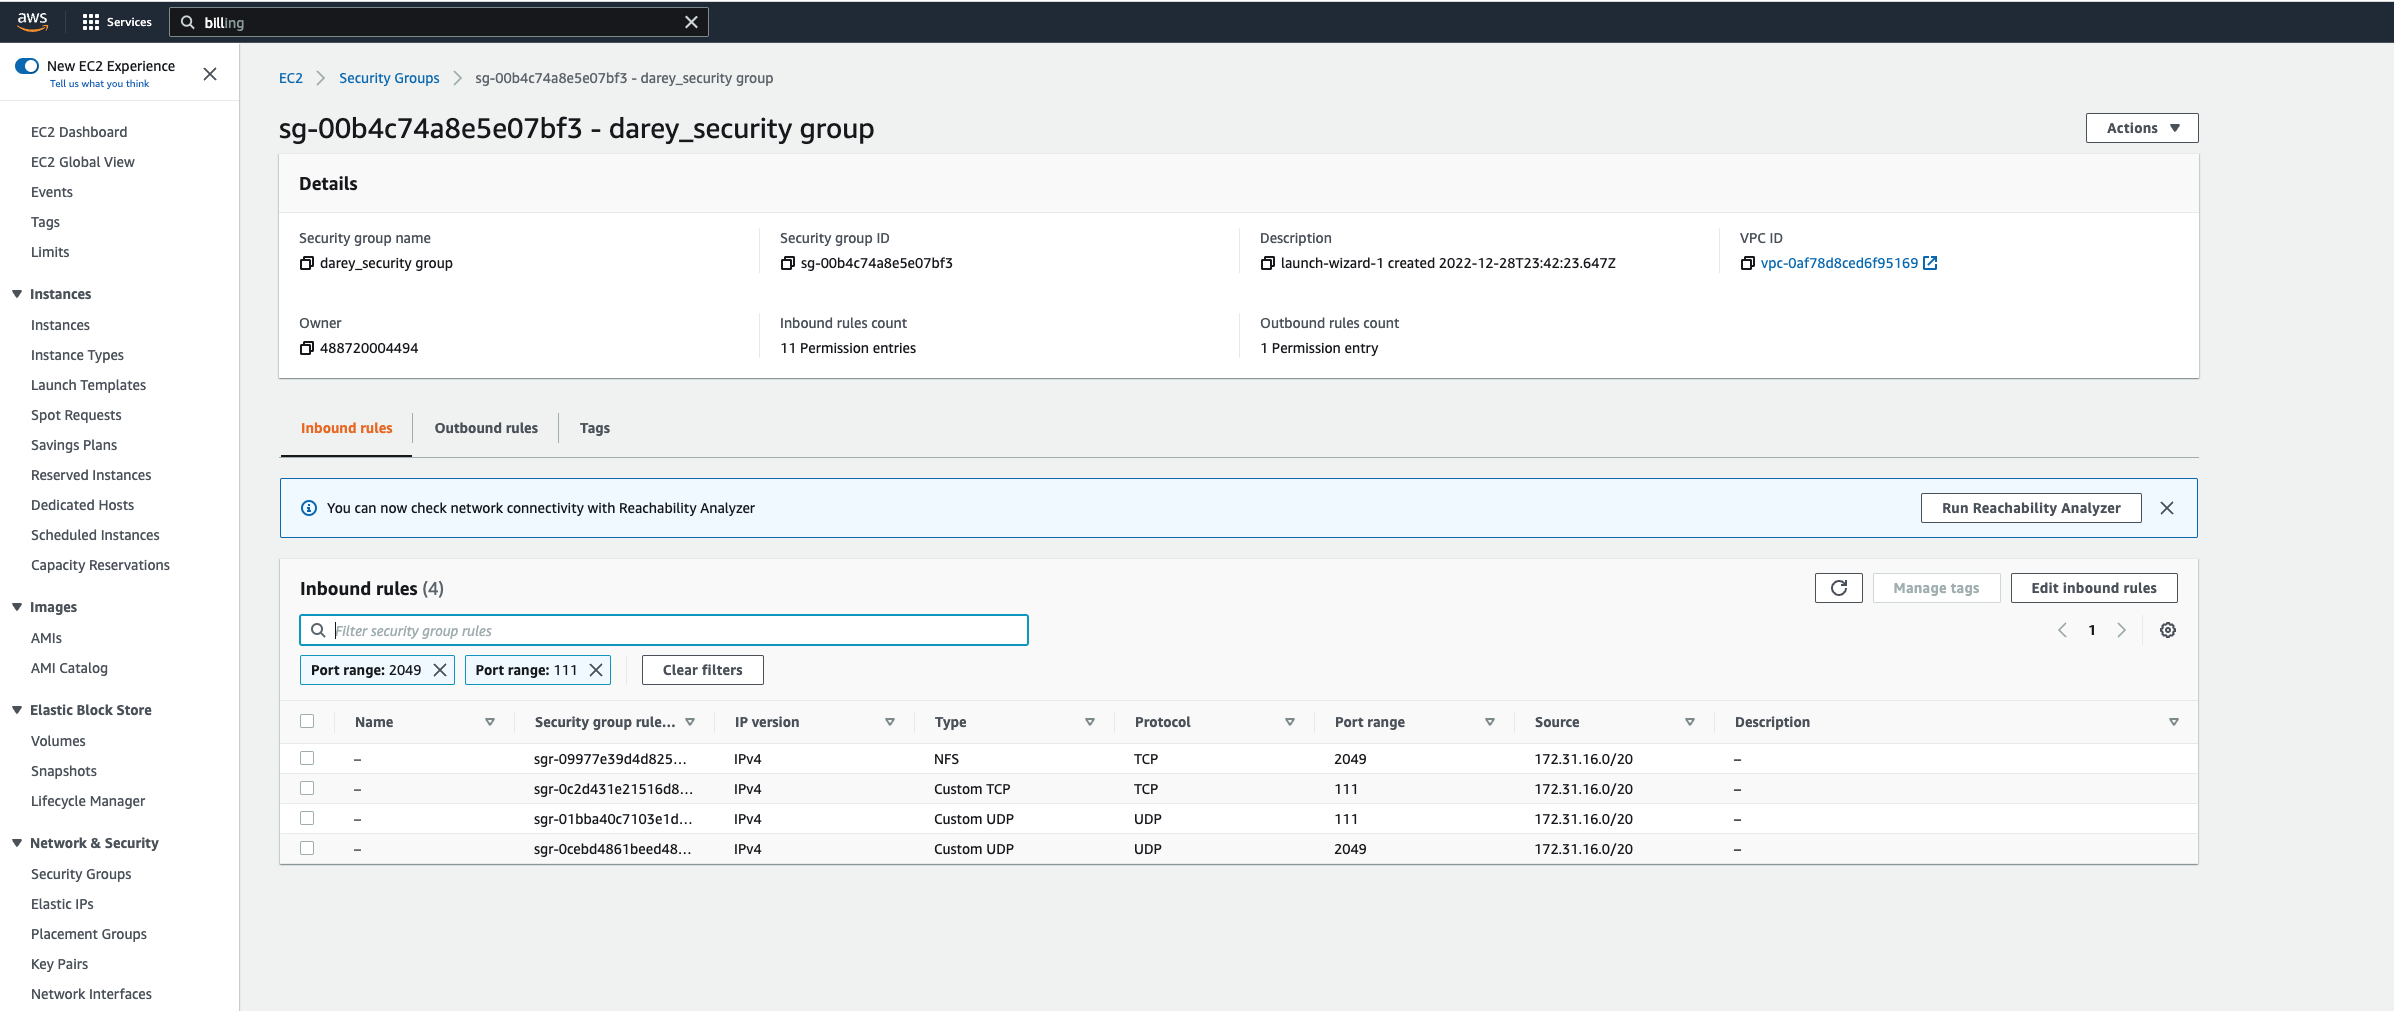 aws
Services
billing
New EC2 Experience
Tell us what you think
EC2 Dashboard
EC2 Global View
Events
Tags
Limits
Instances
Instances
Instance Types
Launch Templates
Spot Requests
Savings Plans
Reserved Instances
Dedicated Hosts
Scheduled Instances
Capacity Reservations
Images
AMIs
AMI Catalog
Elastic Block Store
Volumes
Snapshots
Lifecycle Manager
Network & Security
Security Groups
Elastic IPs
Placement Groups
Key Pairs
Network Interfaces
EC2 Security Groups sg-00b4c74a8e5e07bf3 - darey_security group
sg-00b4c74a8e5e07bf3 - darey_security group
Actions
Details
Security group name
darey_security group
Security group ID
sg-00b4c74a8e5e07bf3
Description
launch-wizard-1 created 2022-12-28T23:42:23.647Z
VPC ID
vpc-0af78d8ced6f95169
Owner
488720004494
Inbound rules count
11 Permission entries
Outbound rules count
1 Permission entry
Inbound rules Outbound rules Tags
You can now check network connectivity with Reachability Analyzer
Run Reachability Analyzer
Inbound rules (4)
Manage tags
Edit inbound rules
Filter security group rules
1
Port range: 2049 Port range: 111 Clear filters
Name Security group rule... IP version Type Protocol Port range Source Description
– sgr-09977e39d4d825... IPv4 NFS TCP 2049 172.31.16.0/20 –
– sgr-0c2d431e21516d8... IPv4 Custom TCP TCP 111 172.31.16.0/20 –
– sgr-01bba40c7103e1d... IPv4 Custom UDP UDP 111 172.31.16.0/20 –
– sgr-0cebd4861beed48... IPv4 Custom UDP UDP 2049 172.31.16.0/20 –